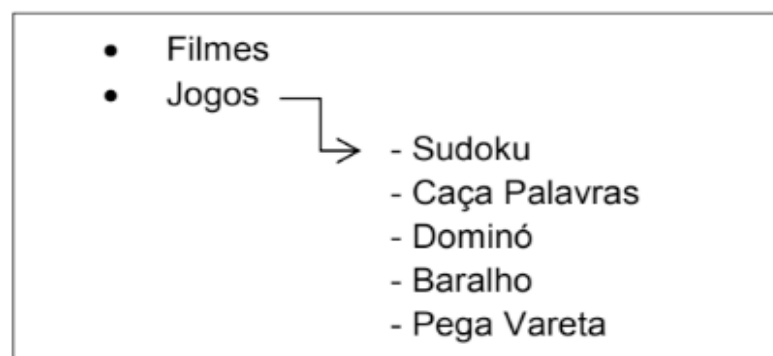 • Filmes
• Jogos
- Sudoku
- Caça Palavras
- Dominó
- Baralho
- Pega Vareta